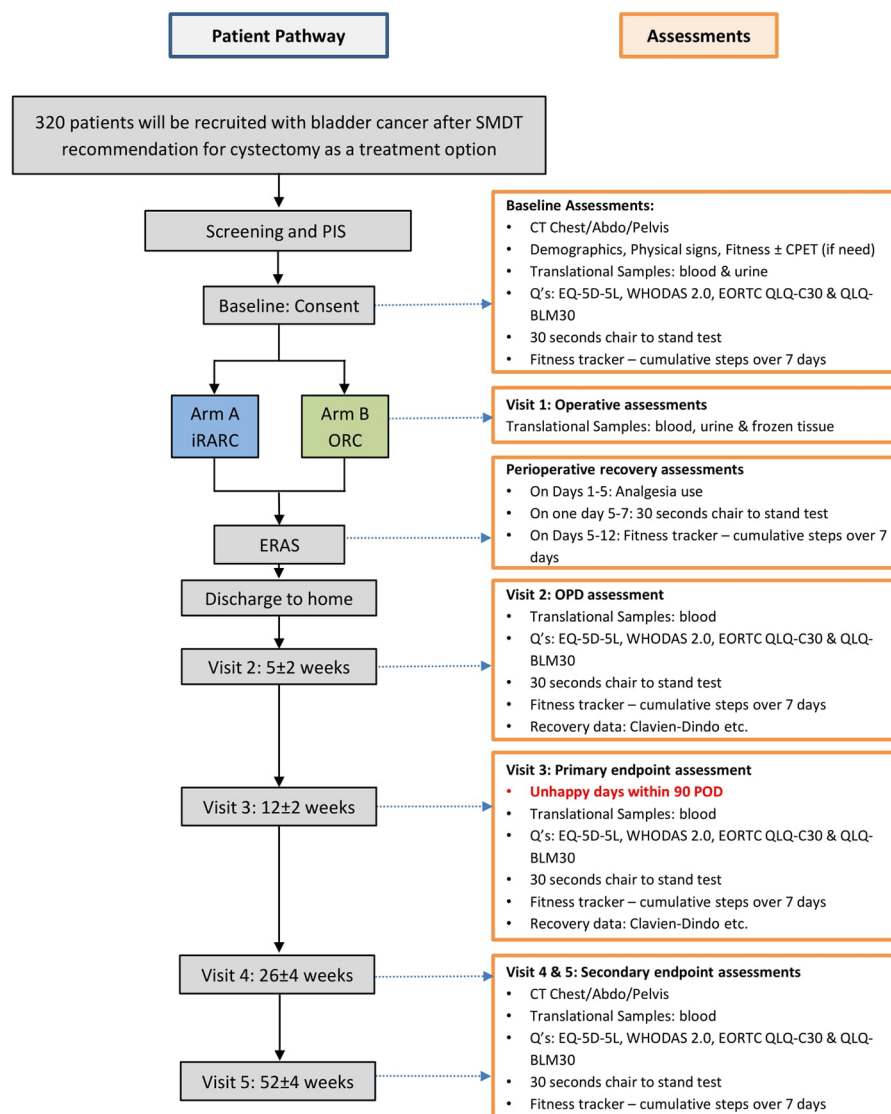 Patient Pathway
Assessments
320 patients will be recruited with bladder cancer after SMDT
recommendation for cystectomy as a treatment option
Screening and PIS
Baseline: Consent
Baseline Assessments:
• CT Chest/Abdo/Pelvis
• Demographics, Physical signs, Fitness ± CPET (if need)
• Translational Samples: blood & urine
• Q's: EQ-5D-5L, WHODAS 2.0, EORTC QLQ-C30 & QLQ-
BLM30
• 30 seconds chair to stand test
• Fitness tracker – cumulative steps over 7 days
Arm A
iRARC
Arm B
ORC
Visit 1: Operative assessments
Translational Samples: blood, urine & frozen tissue
ERAS
Perioperative recovery assessments
• On Days 1-5: Analgesia use
• On one day 5-7: 30 seconds chair to stand test
• On Days 5-12: Fitness tracker – cumulative steps over 7
days
Discharge to home
Visit 2: 5±2 weeks
Visit 2: OPD assessment
• Translational Samples: blood
• Q's: EQ-5D-5L, WHODAS 2.0, EORTC QLQ-C30 & QLQ-
BLM30
• 30 seconds chair to stand test
• Fitness tracker – cumulative steps over 7 days
• Recovery data: Clavien-Dindo etc.
Visit 3: 12±2 weeks
Visit 3: Primary endpoint assessment
• Unhappy days within 90 POD
• Translational Samples: blood
• Q's: EQ-5D-5L, WHODAS 2.0, EORTC QLQ-C30 & QLQ-
BLM30
• 30 seconds chair to stand test
• Fitness tracker – cumulative steps over 7 days
• Recovery data: Clavien-Dindo etc.
Visit 4: 26±4 weeks
Visit 5: 52±4 weeks
Visit 4 & 5: Secondary endpoint assessments
• CT Chest/Abdo/Pelvis
• Translational Samples: blood
• Q's: EQ-5D-5L, WHODAS 2.0, EORTC QLQ-C30 & QLQ-
BLM30
• 30 seconds chair to stand test
• Fitness tracker – cumulative steps over 7 days